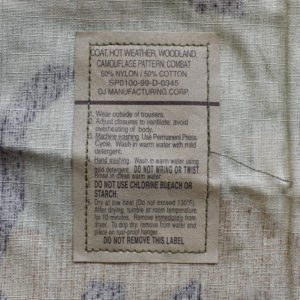 COAT, HOT WEATHER, WOODLAND
CAMOUFLAGE PATTERN: COMBAT
50% NYLON / 50% COTTON
SP0100-99-D-0345
DJ MANUFACTURING CORP.
1. Wear outside of trousers.
2. Adjust closures to ventilate; avoid
overheating of body.
3. Machine washing. Use Permanent Press
Cycle. Wash in warm water with mild
detergent.
Hand washing. Wash in warm water using
mild detergent. DO NOT WRING OR TWIST
Rinse in clean warm water.
DO NOT USE CHLORINE BLEACH OR
STARCH.
Dry at low heat (Do not exceed 130°F)
After drying, tumble at room temperature
for 10 minutes. Remove immediately from
dryer. To drip dry, remove from water and
place on rust-proof hanger.
DO NOT REMOVE THIS LABEL